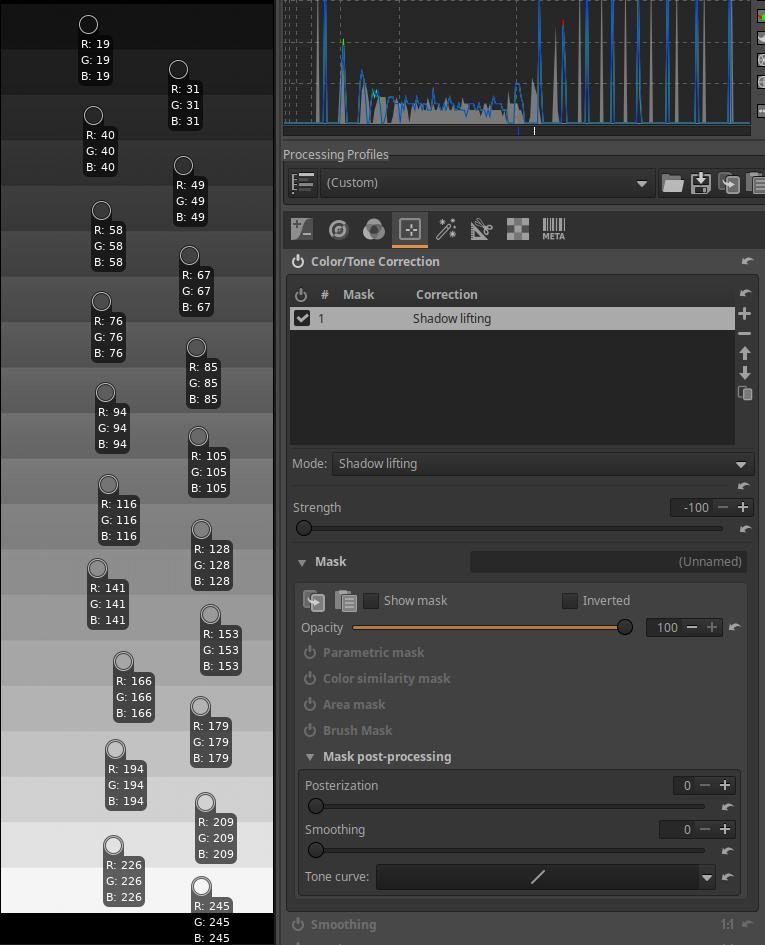 R: 19
G: 19
B: 19
R: 31
G: 31
B: 31
R: 40
G: 40
B: 40
R: 49
G: 49
B: 49
R: 58
G: 58
B: 58
R: 67
G: 67
B: 67
R: 76
G: 76
B: 76
R: 85
G: 85
B: 85
R: 94
G: 94
B: 94
R: 105
G: 105
B: 105
R: 116
G: 116
B: 116
R: 128
G: 128
B: 128
R: 141
G: 141
B: 141
R: 153
G: 153
B: 153
R: 166
G: 166
B: 166
R: 179
G: 179
B: 179
R: 194
G: 194
B: 194
R: 209
G: 209
B: 209
R: 226
G: 226
B: 226
R: 245
G: 245
B: 245
Processing Profiles
(Custom)
META
Color/Tone Correction
# Mask Correction
1 Shadow lifting
Mode: Shadow lifting
Strength -100
Mask (Unnamed)
Show mask Inverted
Opacity 100
Parametric mask
Color similarity mask
Area mask
Brush Mask
Mask post-processing
Posterization 0
Smoothing 0
Tone curve:
Smoothing 1:1